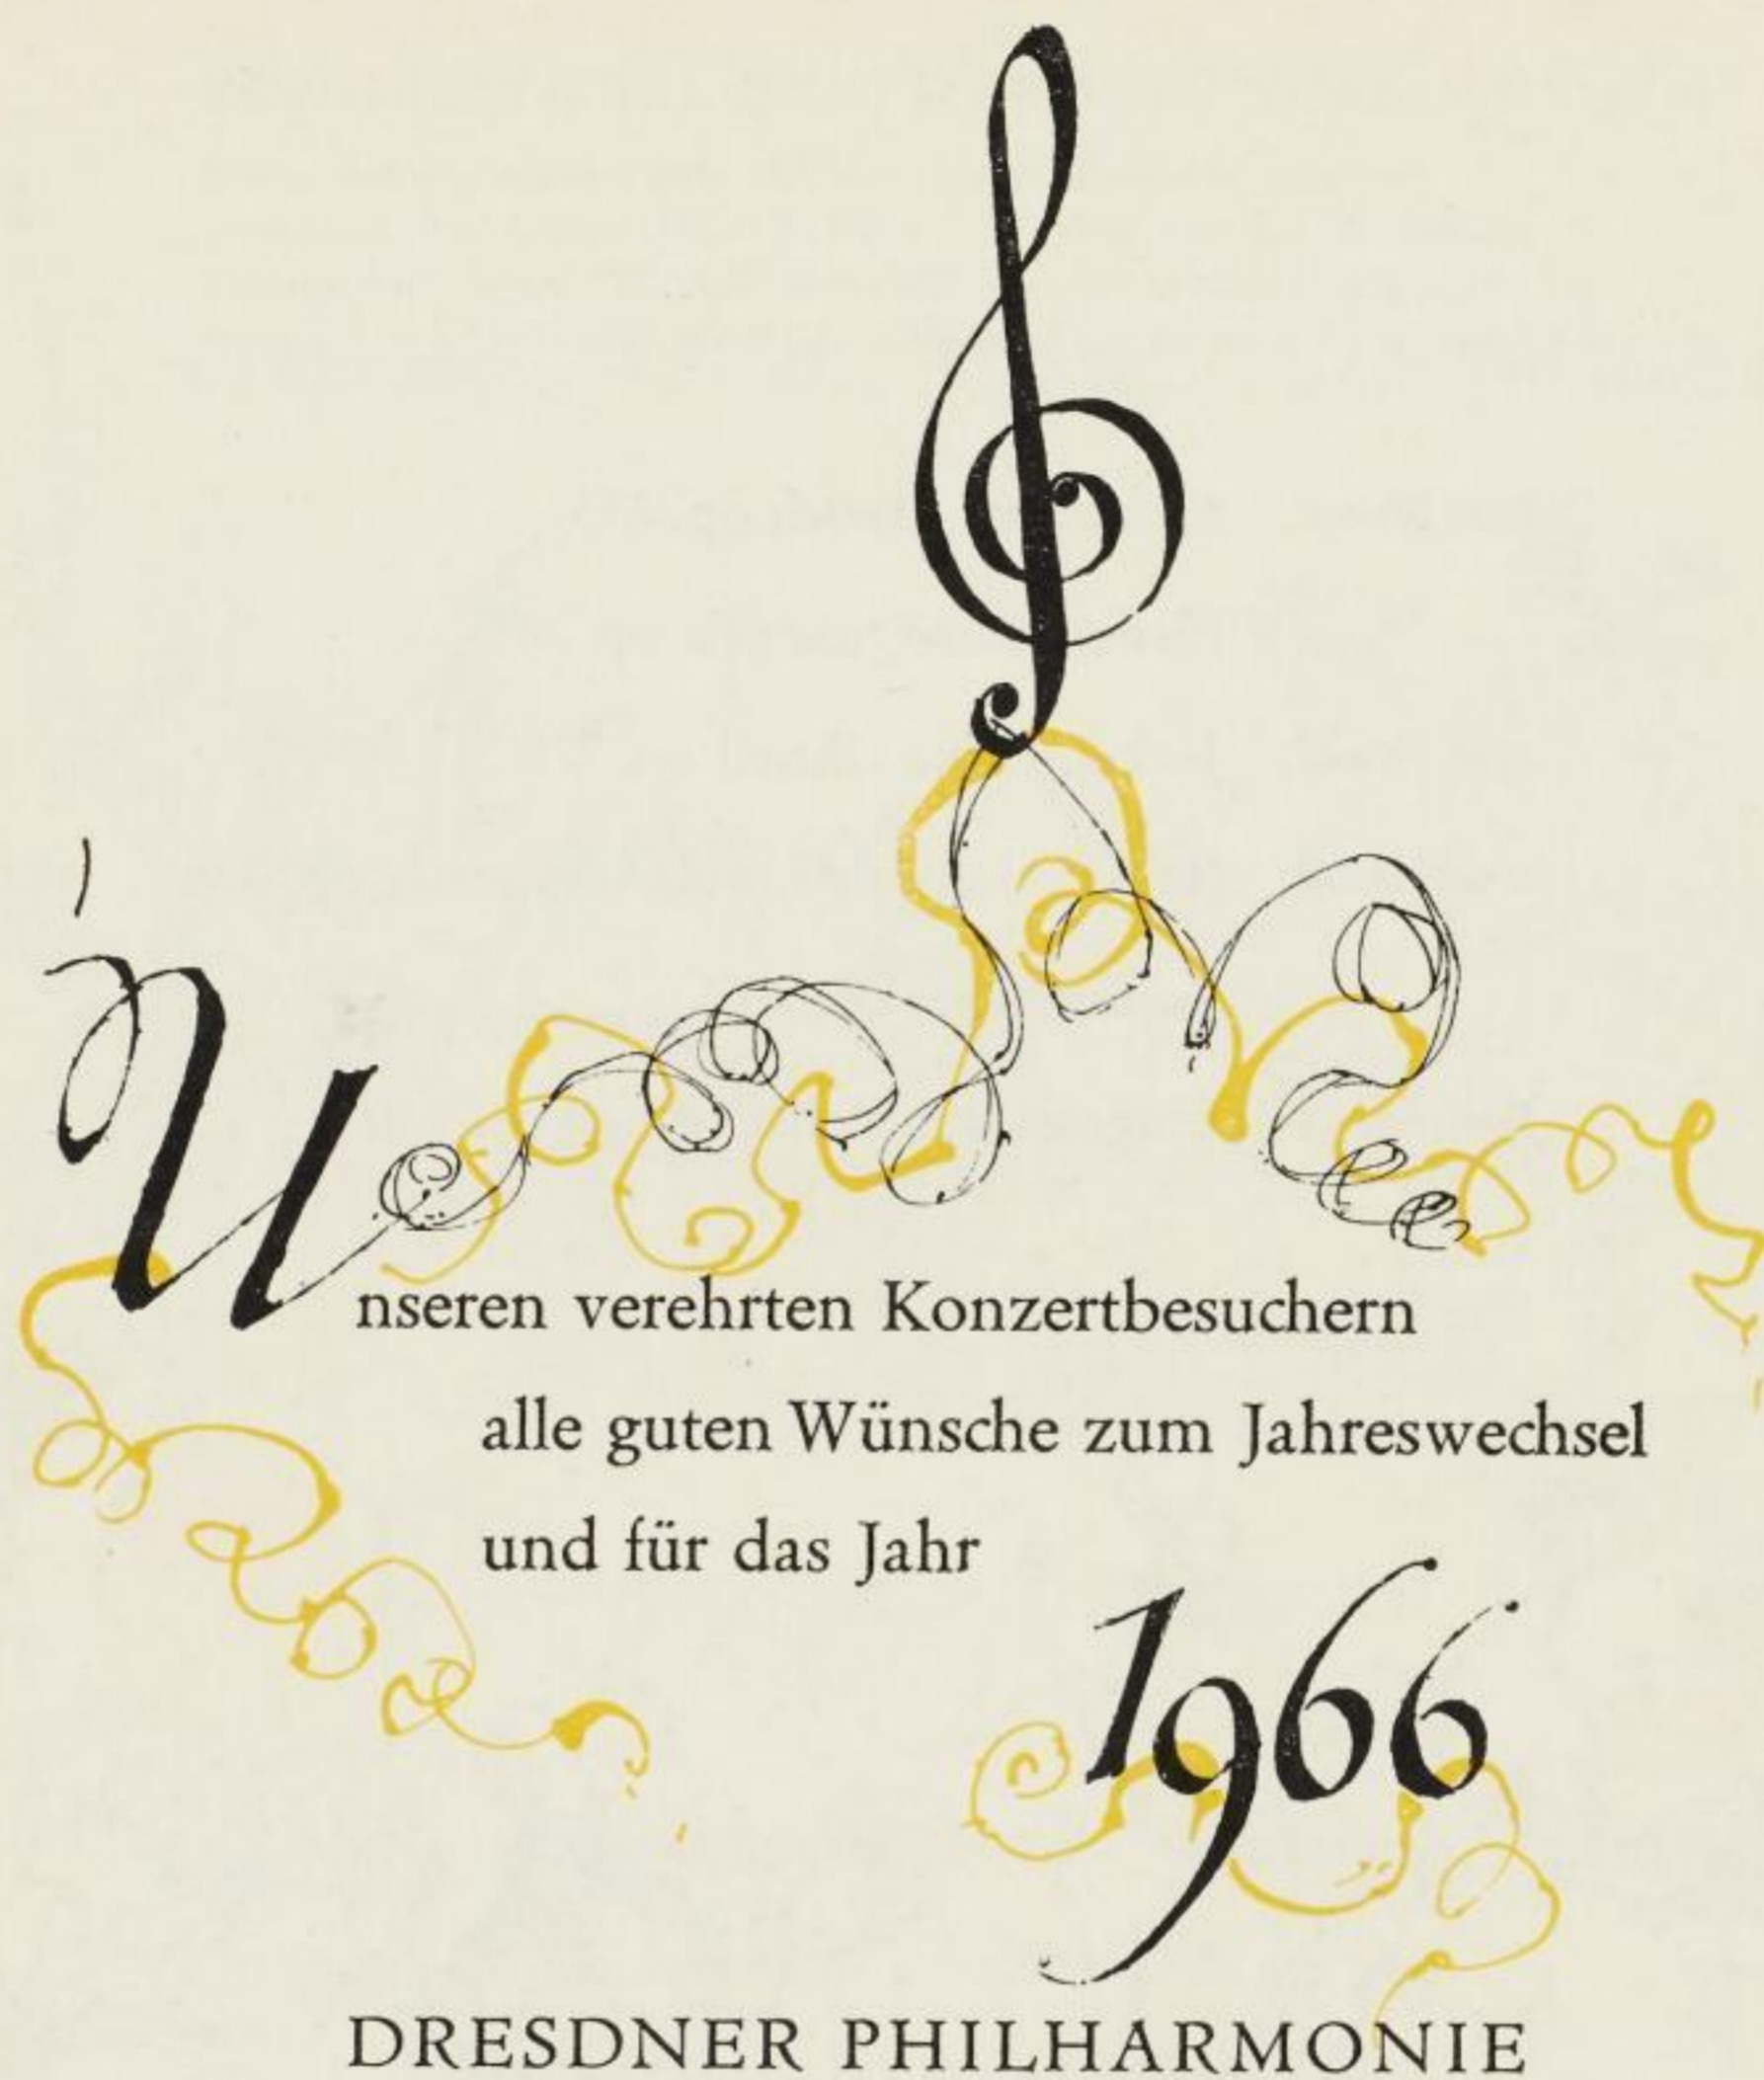 Unseren verehrten Konzertbesuchern
alle guten Wünsche zum Jahreswechsel
und für das Jahr
1966
DRESDNER PHILHARMONIE